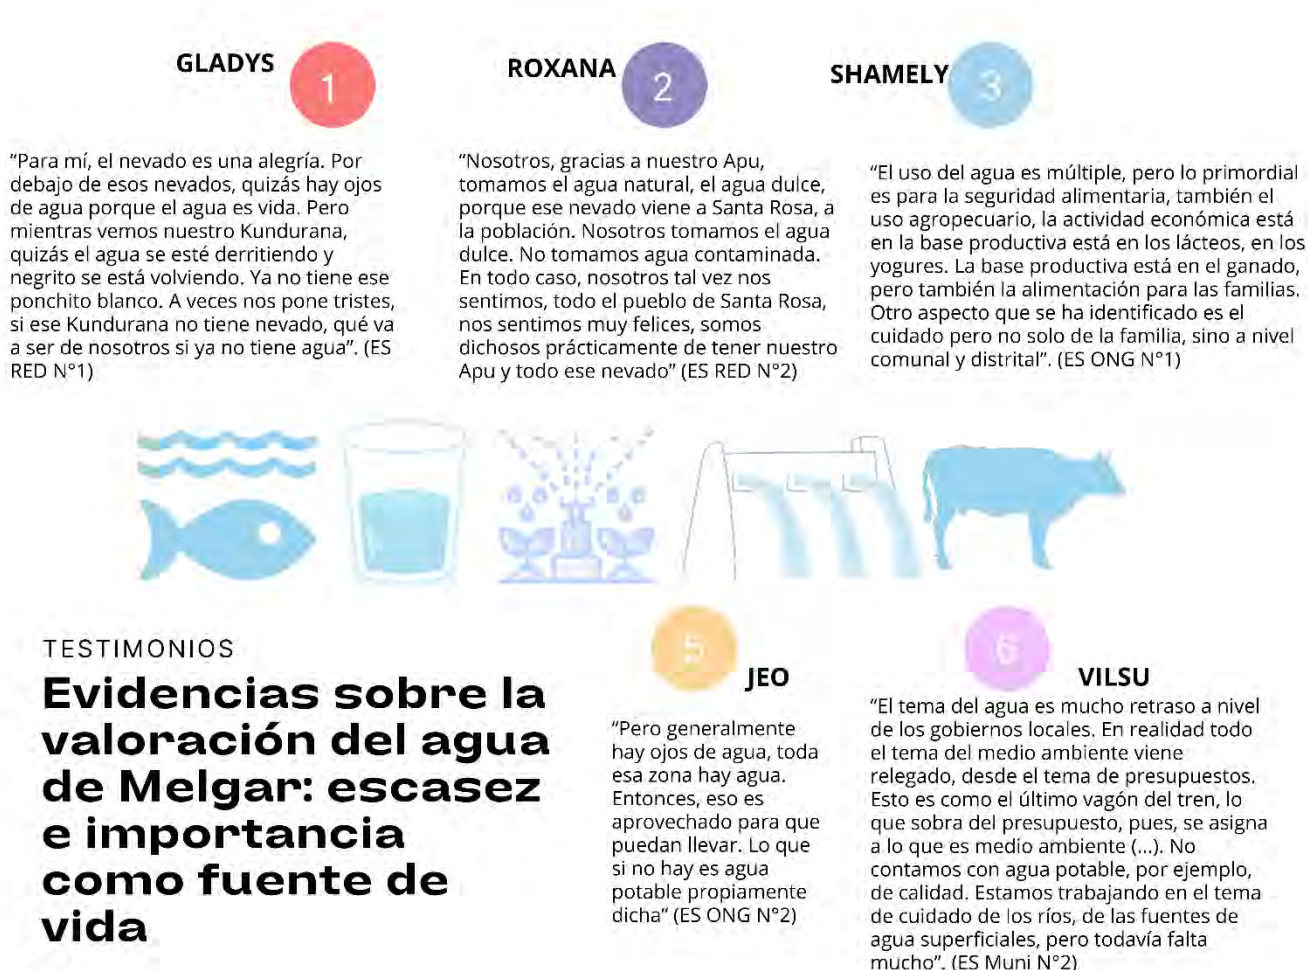 GLADYS
1
“Para mí, el nevado es una alegría. Por
debajo de esos nevados, quizás hay ojos
de agua porque el agua es vida. Pero
mientras vemos nuestro Kundurana,
quizás el agua se esté derritiendo y
negrito se está volviendo. Ya no tiene ese
ponchito blanco. A veces nos pone tristes,
si ese Kundurana no tiene nevado, qué va
a ser de nosotros si ya no tiene agua”. (ES
RED N°1)
ROXANA
2
“Nosotros, gracias a nuestro Apu,
tomamos el agua natural, el agua dulce,
porque ese nevado viene a Santa Rosa, a
la población. Nosotros tomamos el agua
dulce. No tomamos agua contaminada.
En todo caso, nosotros tal vez nos
sentimos, todo el pueblo de Santa Rosa,
nos sentimos muy felices, somos
dichosos prácticamente de tener nuestro
Apu y todo ese nevado” (ES RED N°2)
SHAMELY
3
“El uso del agua es múltiple, pero lo primordial
es para la seguridad alimentaria, también el
uso agropecuario, la actividad económica está
en la base productiva está en los lácteos, en los
yogures. La base productiva está en el ganado,
pero también la alimentación para las familias.
Otro aspecto que se ha identificado es el
cuidado pero no solo de la familia, sino a nivel
comunal y distrital”. (ES ONG N°1)
TESTIMONIOS
Evidencias sobre la
valoración del agua
de Melgar: escasez
e importancia
como fuente de
vida
5
JEO
“Pero generalmente
hay ojos de agua, toda
esa zona hay agua.
Entonces, eso es
aprovechado para que
puedan llevar. Lo que
si no hay es agua
potable propiamente
dicha” (ES ONG N°2)
6
VILSU
“El tema del agua es mucho retraso a nivel
de los gobiernos locales. En realidad todo
el tema del medio ambiente viene
relegado, desde el tema de presupuestos.
Esto es como el último vagón del tren, lo
que sobra del presupuesto, pues, se asigna
a lo que es medio ambiente (...). No
contamos con agua potable, por ejemplo,
de calidad. Estamos trabajando en el tema
de cuidado de los ríos, de las fuentes de
agua superficiales, pero todavía falta
mucho”. (ES Muni N°2)